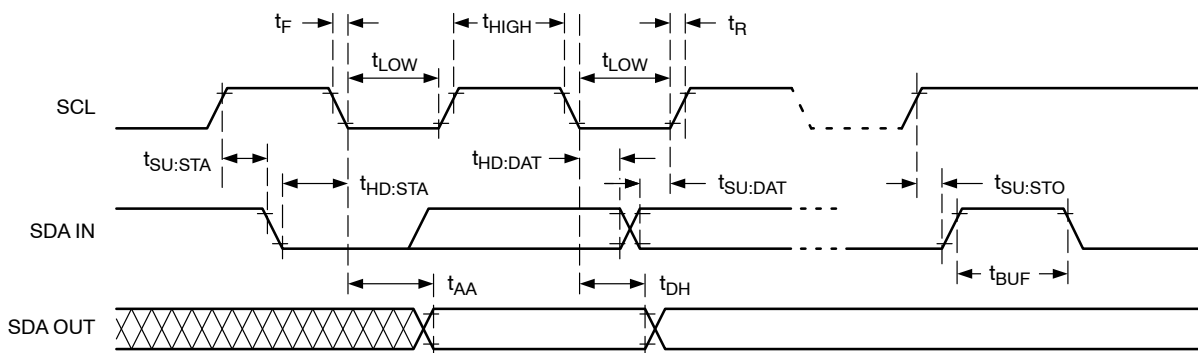 tF tHIGH tR
tLOW tLOW
SCL
tSU:STA tHD:STA tHD:DAT tSU:DAT tSU:STO
SDA IN
tAA tDH tBUF
SDA OUT